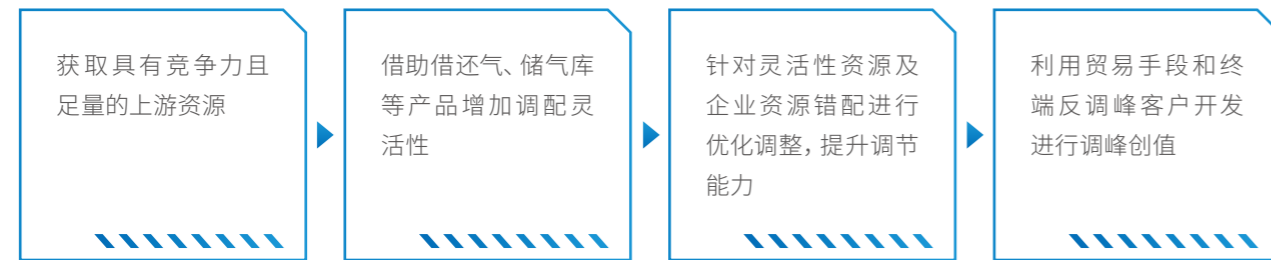 获取具有竞争力且
足量的上游资源
借助借还气、储气库
等产品增加调配灵
活性
针对灵活性资源及
企业资源错配进行
优化调整，提升调节
能力
利用贸易手段和终
端反调峰客户开发
进行调峰创值